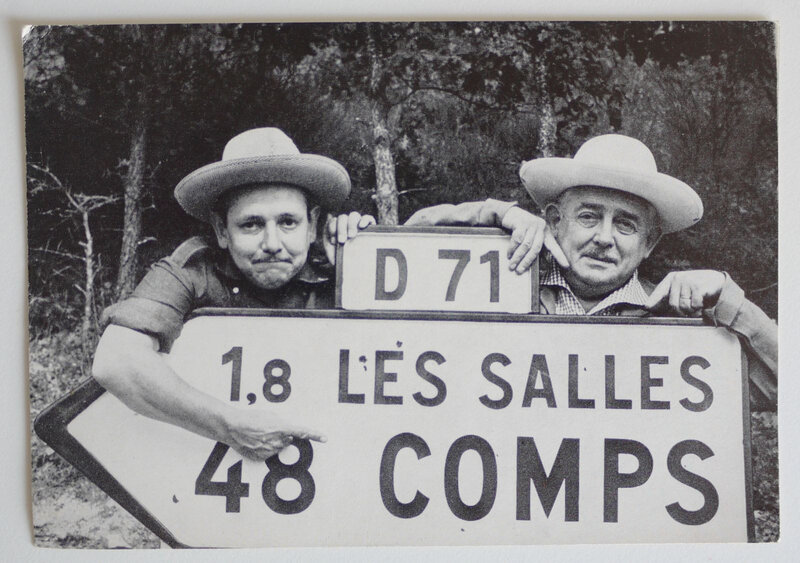 D 71
1,8 LES SALLES
48 COMPS